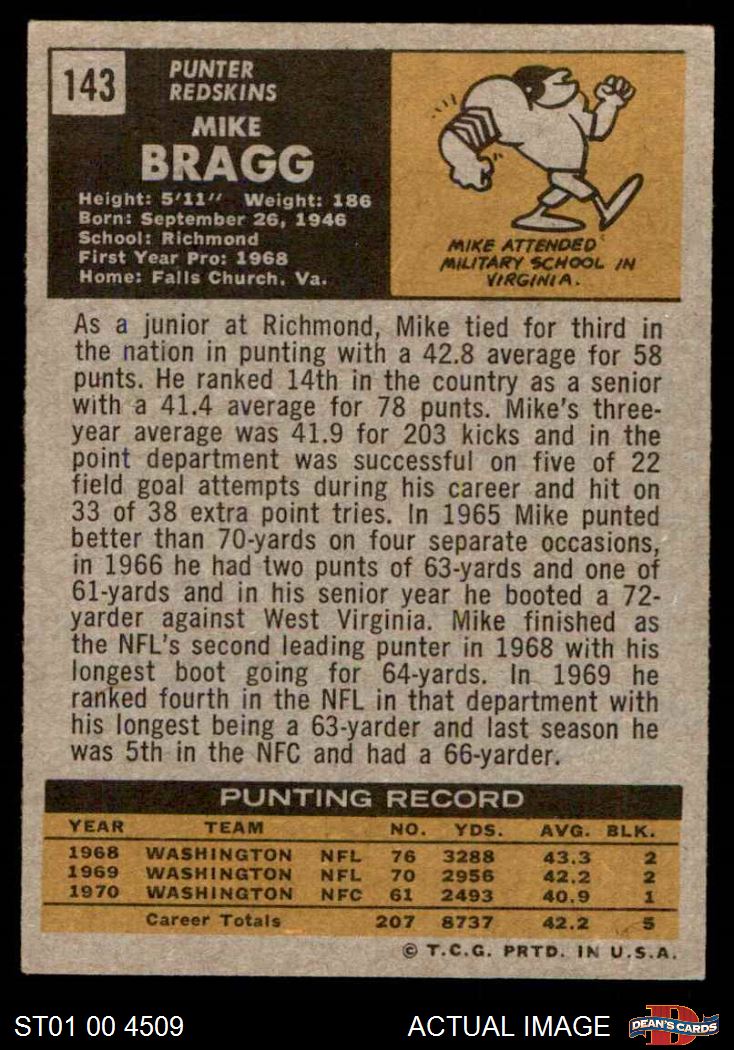 143
PUNTER
REDSKINS
MIKE
BRAGG
Height: 5'11" Weight: 186
Born: September 26, 1946
School: Richmond
First Year Pro: 1968
Home: Falls Church, Va.
MIKE ATTENDED
MILITARY SCHOOL IN
VIRGINIA.
As a junior at Richmond, Mike tied for third in
the nation in punting with a 42.8 average for 58
punts. He ranked 14th in the country as a senior
with a 41.4 average for 78 punts. Mike's three-
year average was 41.9 for 203 kicks and in the
point department was successful on five of 22
field goal attempts during his career and hit on
33 of 38 extra point tries. In 1965 Mike punted
better than 70-yards on four separate occasions,
in 1966 he had two punts of 63-yards and one of
61-yards and in his senior year he booted a 72-
yarder against West Virginia. Mike finished as
the NFL's second leading punter in 1968 with his
longest boot going for 64-yards. In 1969 he
ranked fourth in the NFL in that department with
his longest being a 63-yarder and last season he
was 5th in the NFC and had a 66-yarder.
PUNTING RECORD
YEAR TEAM NO. YDS. AVG. BLK.
1968 WASHINGTON NFL 76 3288 43.3 2
1969 WASHINGTON NFL 70 2956 42.2 2
1970 WASHINGTON NFC 61 2493 40.9 1
Career Totals 207 8737 42.2 5
© T.C.G. PRTD. IN U.S.A.
ST01 00 4509 ACTUAL IMAGE D DEAN'S CARDS